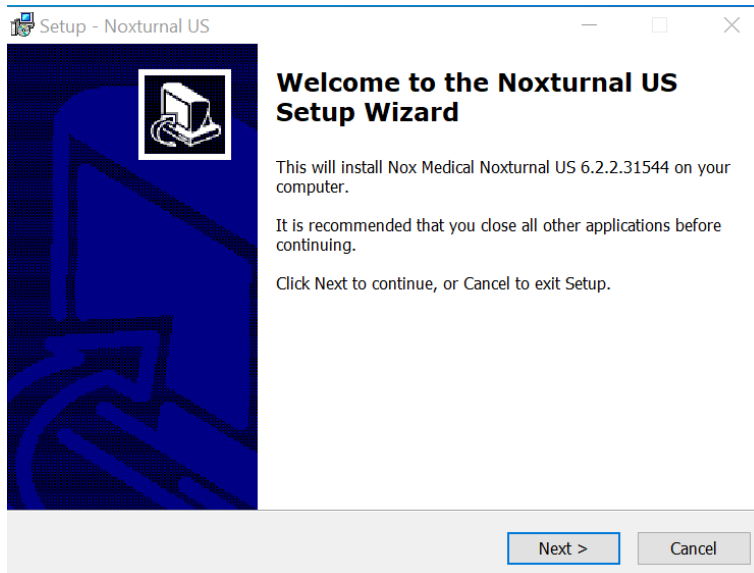 Setup - Noxturnal US
Welcome to the Noxturnal US
Setup Wizard
This will install Nox Medical Noxturnal US 6.2.2.31544 on your
computer.
It is recommended that you close all other applications before
continuing.
Click Next to continue, or Cancel to exit Setup.
Next >
Cancel